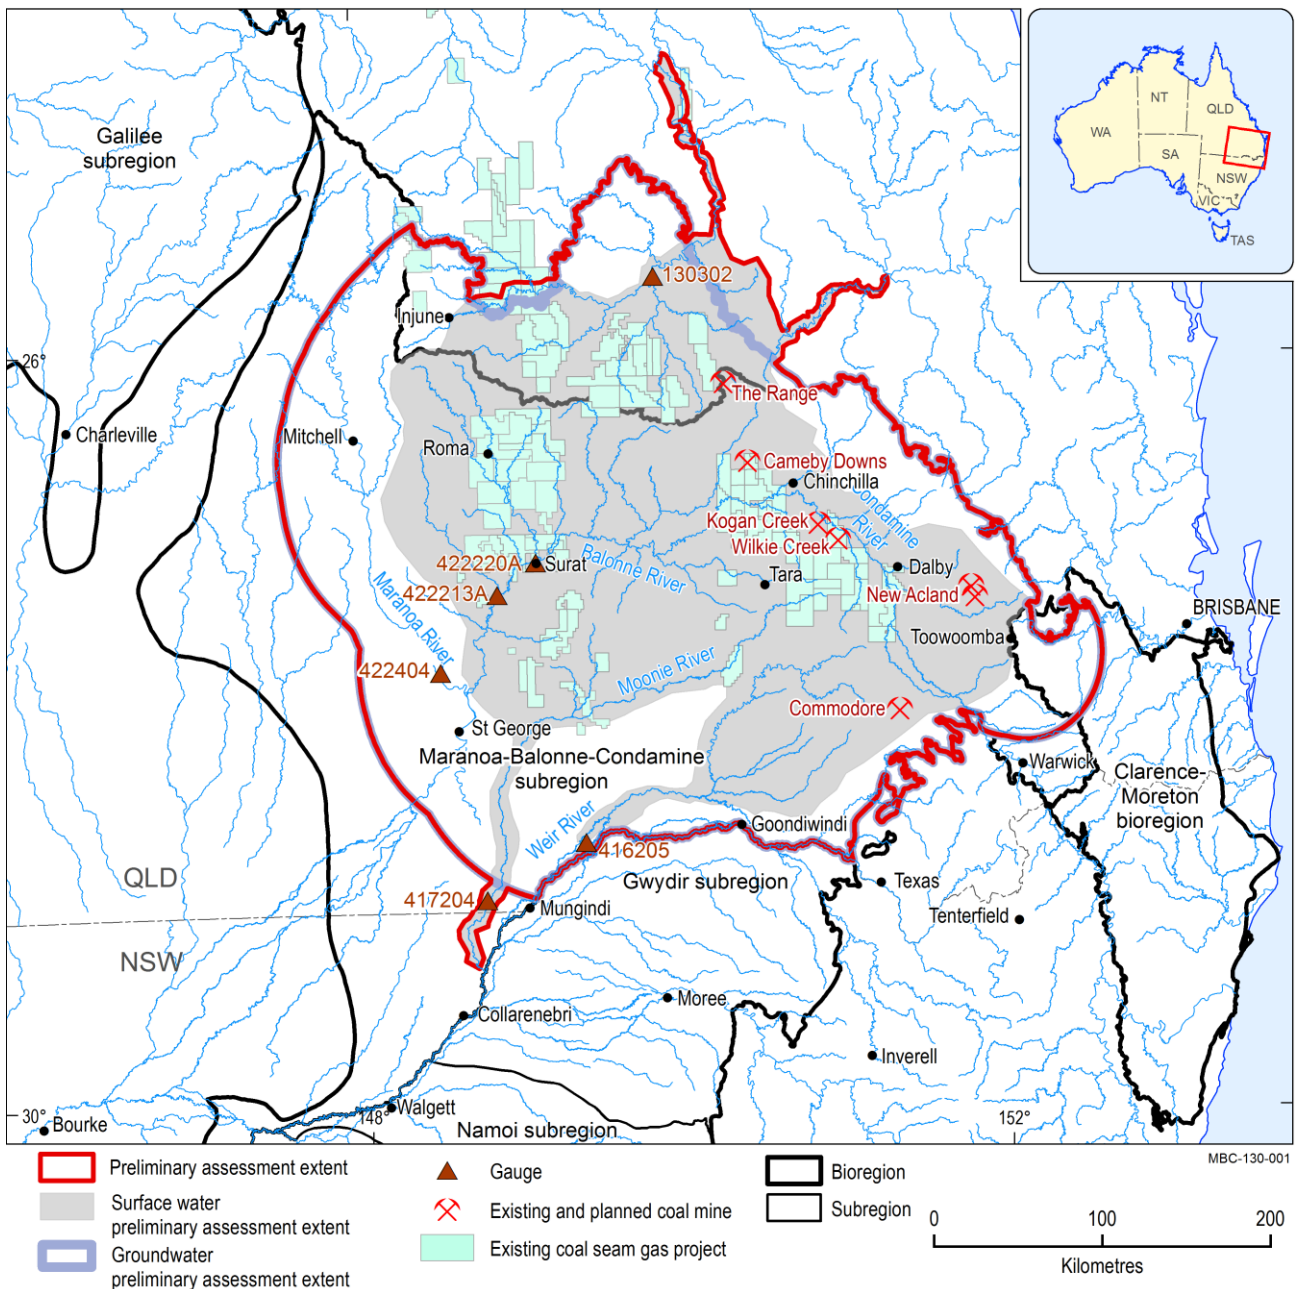 WA
NT
QLD
SA
NSW
VIC
TAS
Galilee
subregion
130302
Injune
26°
The Range
Charleville
Mitchell
Roma
Cameby Downs
Chinchilla
Condamine
River
Kogan Creek
Wilkie Creek
422220A
Surat
Balonne River
Tara
Dalby
422213A
New Acland
BRISBANE
Maranoa River
Toowoomba
422404
Moonie River
Commodore
St George
Maranoa-Balonne-Condamine
subregion
Warwick
Clarence-
Moreton
bioregion
Weir River
Goondiwindi
416205
QLD
Gwydir subregion
Texas
417204
Mungindi
Tenterfield
NSW
Moree
Collarenebri
Inverell
30°
Bourke
Walgett
148°
152°
Namoi subregion
MBC-130-001
Preliminary assessment extent
Surface water
preliminary assessment extent
Groundwater
preliminary assessment extent
Gauge
Existing and planned coal mine
Existing coal seam gas project
Bioregion
Subregion
0 100 200
Kilometres